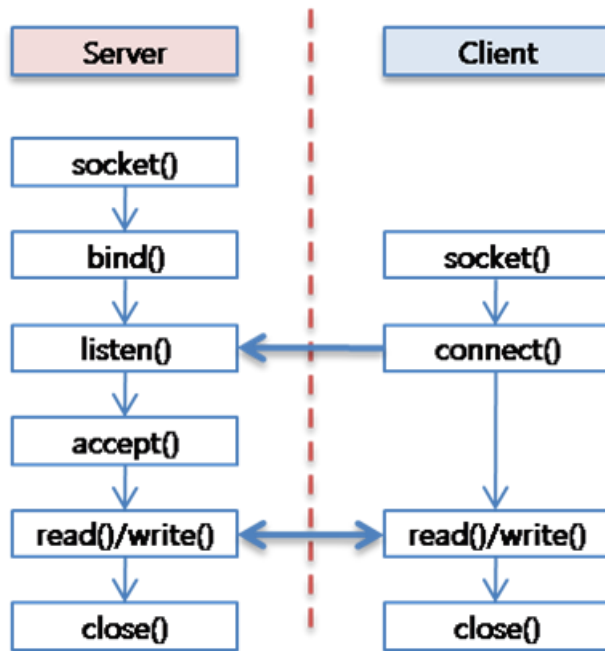 Server
Client
socket()
bind()
socket()
listen()
connect()
accept()
read()/write()
read()/write()
close()
close()